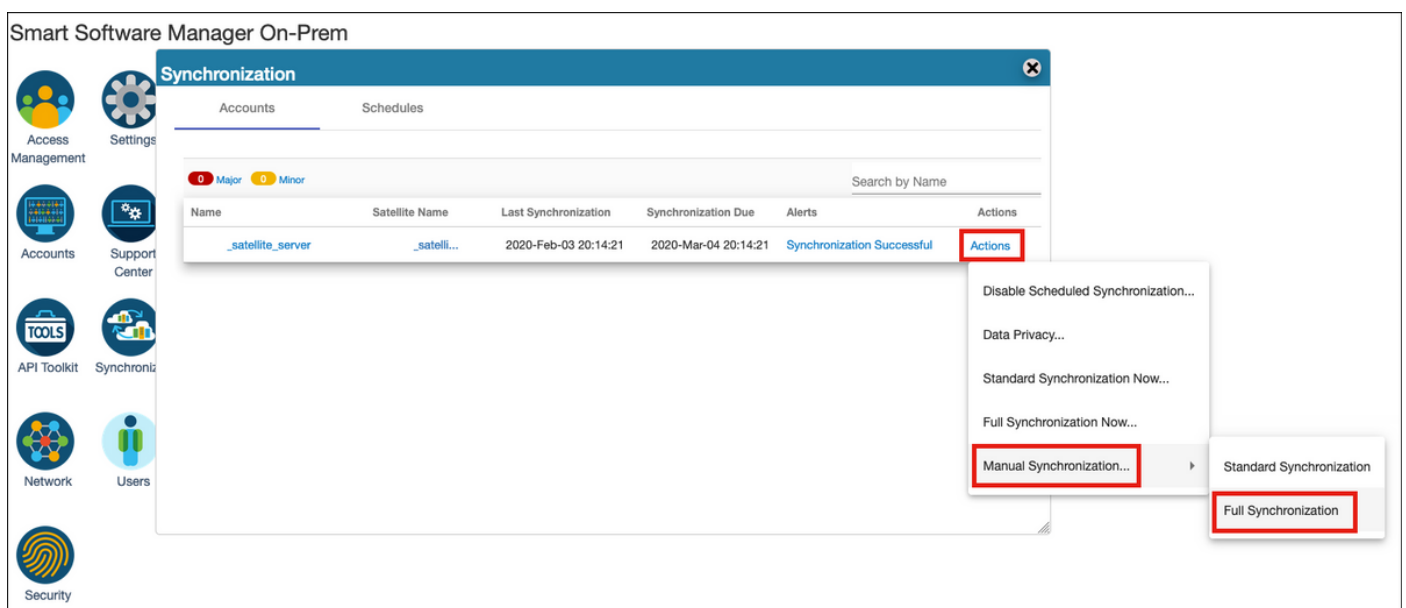 Smart Software Manager On-Prem
Synchronization
Accounts Schedules
Access
Management
Settings
0 Major 0 Minor
Search by Name
Name Satellite Name Last Synchronization Synchronization Due Alerts Actions
_satellite_server _satelli... 2020-Feb-03 20:14:21 2020-Mar-04 20:14:21 Synchronization Successful Actions
Accounts
Support
Center
Disable Scheduled Synchronization...
Data Privacy...
Standard Synchronization Now...
Full Synchronization Now...
Manual Synchronization...
Standard Synchronization
Full Synchronization
TOOLS
API Toolkit
Synchroniz
Network
Users
Security